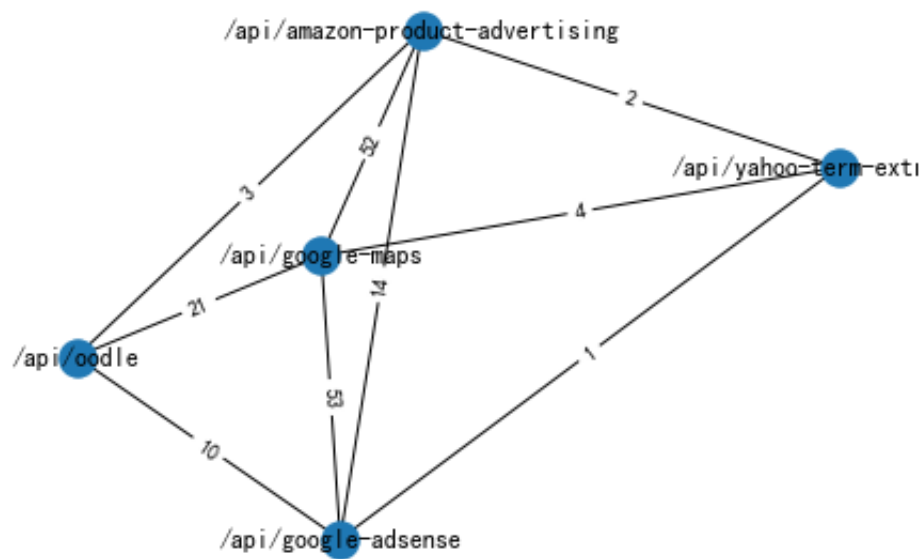 /api/amazon-product-advertising
2
52
/api/yahoo-term-extr
3
4
/api/google-maps
14
21
/api/oodle
1
53
10
/api/google-adsense